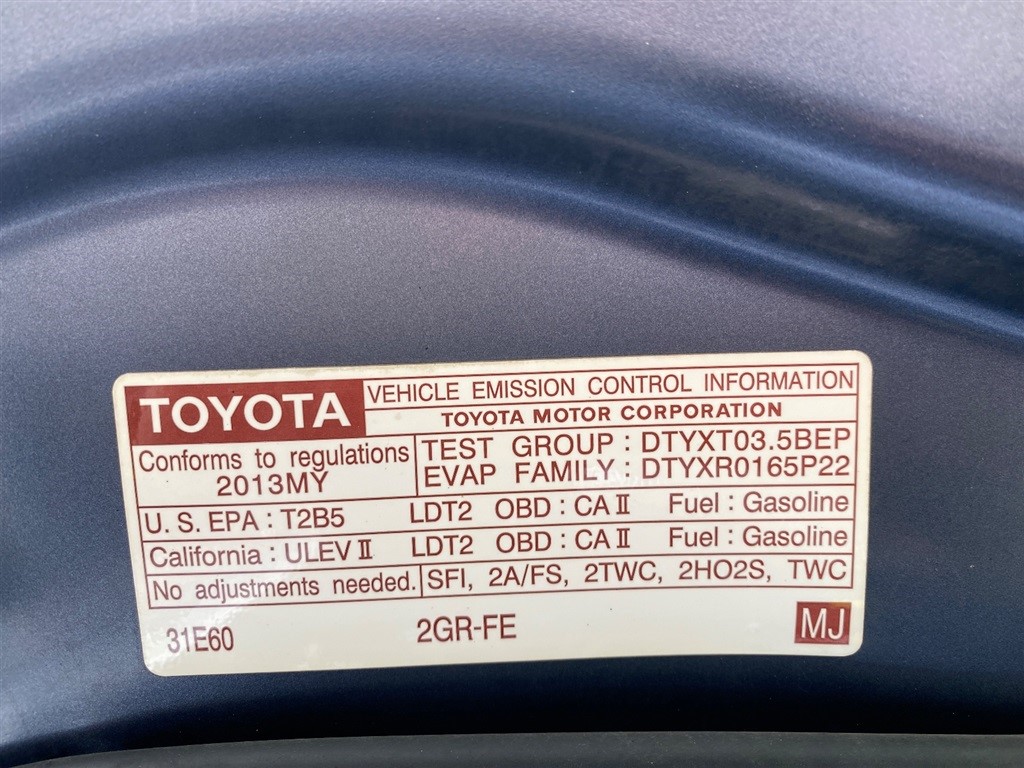 TOYOTA
VEHICLE EMISSION CONTROL INFORMATION
TOYOTA MOTOR CORPORATION
Conforms to regulations
2013MY
TEST GROUP : DTYXT03.5BEP
EVAP FAMILY : DTYXR0165P22
U.S. EPA : T2B5 LDT2 OBD : CA II Fuel : Gasoline
California : ULEV II LDT2 OBD : CA II Fuel : Gasoline
No adjustments needed. SFI, 2A/FS, 2TWC, 2HO2S, TWC
31E60 2GR-FE MJ